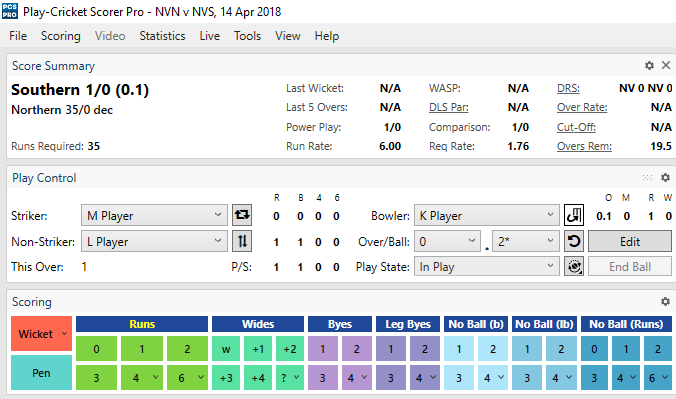 PCS PRO Play-Cricket Scorer Pro - NVN v NVS, 14 Apr 2018
File Scoring Video Statistics Live Tools View Help
Score Summary
Southern 1/0 (0.1) Last Wicket: N/A WASP: N/A DRS: NV 0 NV 0
Northern 35/0 dec Last 5 Overs: N/A DLS Par: N/A Over Rate: N/A
Power Play: 1/0 Comparison: 1/0 Cut-Off: N/A
Runs Required: 35 Run Rate: 6.00 Req Rate: 1.76 Overs Rem: 19.5
Play Control
R B 4 6 O M R W
Striker: M Player 0 0 0 0 Bowler: K Player 0.1 0 1 0
Non-Striker: L Player 1 1 0 0 Over/Ball: 0 . 2* Edit
This Over: 1 P/S: 1 1 0 0 Play State: In Play End Ball
Scoring
Wicket Runs Wides Byes Leg Byes No Ball (b) No Ball (lb) No Ball (Runs)
0 1 2 w +1 +2 1 2 1 2 1 2 1 2 0 1 2
Pen 3 4 6 +3 +4 ? 3 4 3 4 3 4 3 4 3 4 6